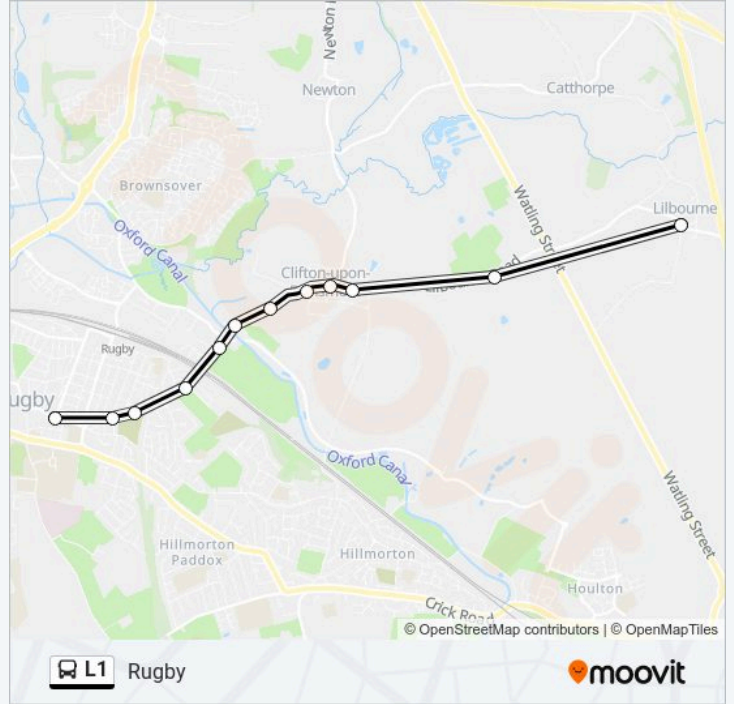 Newton
Catthorpe
Brownsover
Watling Street
Lilbourne
Oxford Canal
Clifton-upon-
Rugby
ugby
Oxford Canal
Watling Street
Hillmorton
Paddox
Hillmorton
Houlton
Crick Road
© OpenStreetMap contributors | © OpenMapTiles
L1 Rugby
moovit